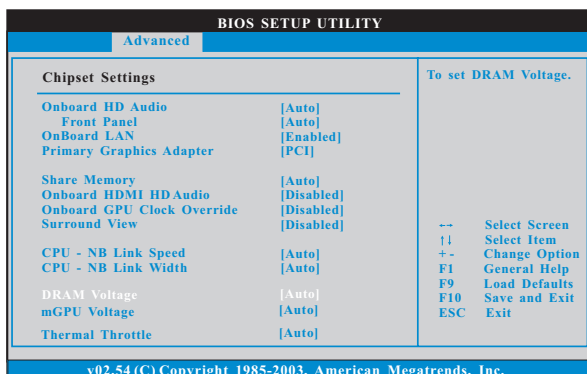 BIOS SETUP UTILITY
Advanced
Chipset Settings
Onboard HD Audio [Auto]
Front Panel [Auto]
OnBoard LAN [Enabled]
Primary Graphics Adapter [PCI]
Share Memory [Auto]
Onboard HDMI HD Audio [Disabled]
Onboard GPU Clock Override [Disabled]
Surround View [Disabled]
CPU - NB Link Speed [Auto]
CPU - NB Link Width [Auto]
DRAM Voltage [Auto]
mGPU Voltage [Auto]
Thermal Throttle [Auto]
To set DRAM Voltage.
←→ Select Screen
↑↓ Select Item
+ - Change Option
F1 General Help
F9 Load Defaults
F10 Save and Exit
ESC Exit
v02.54 (C) Copyright 1985-2003, American Megatrends, Inc.